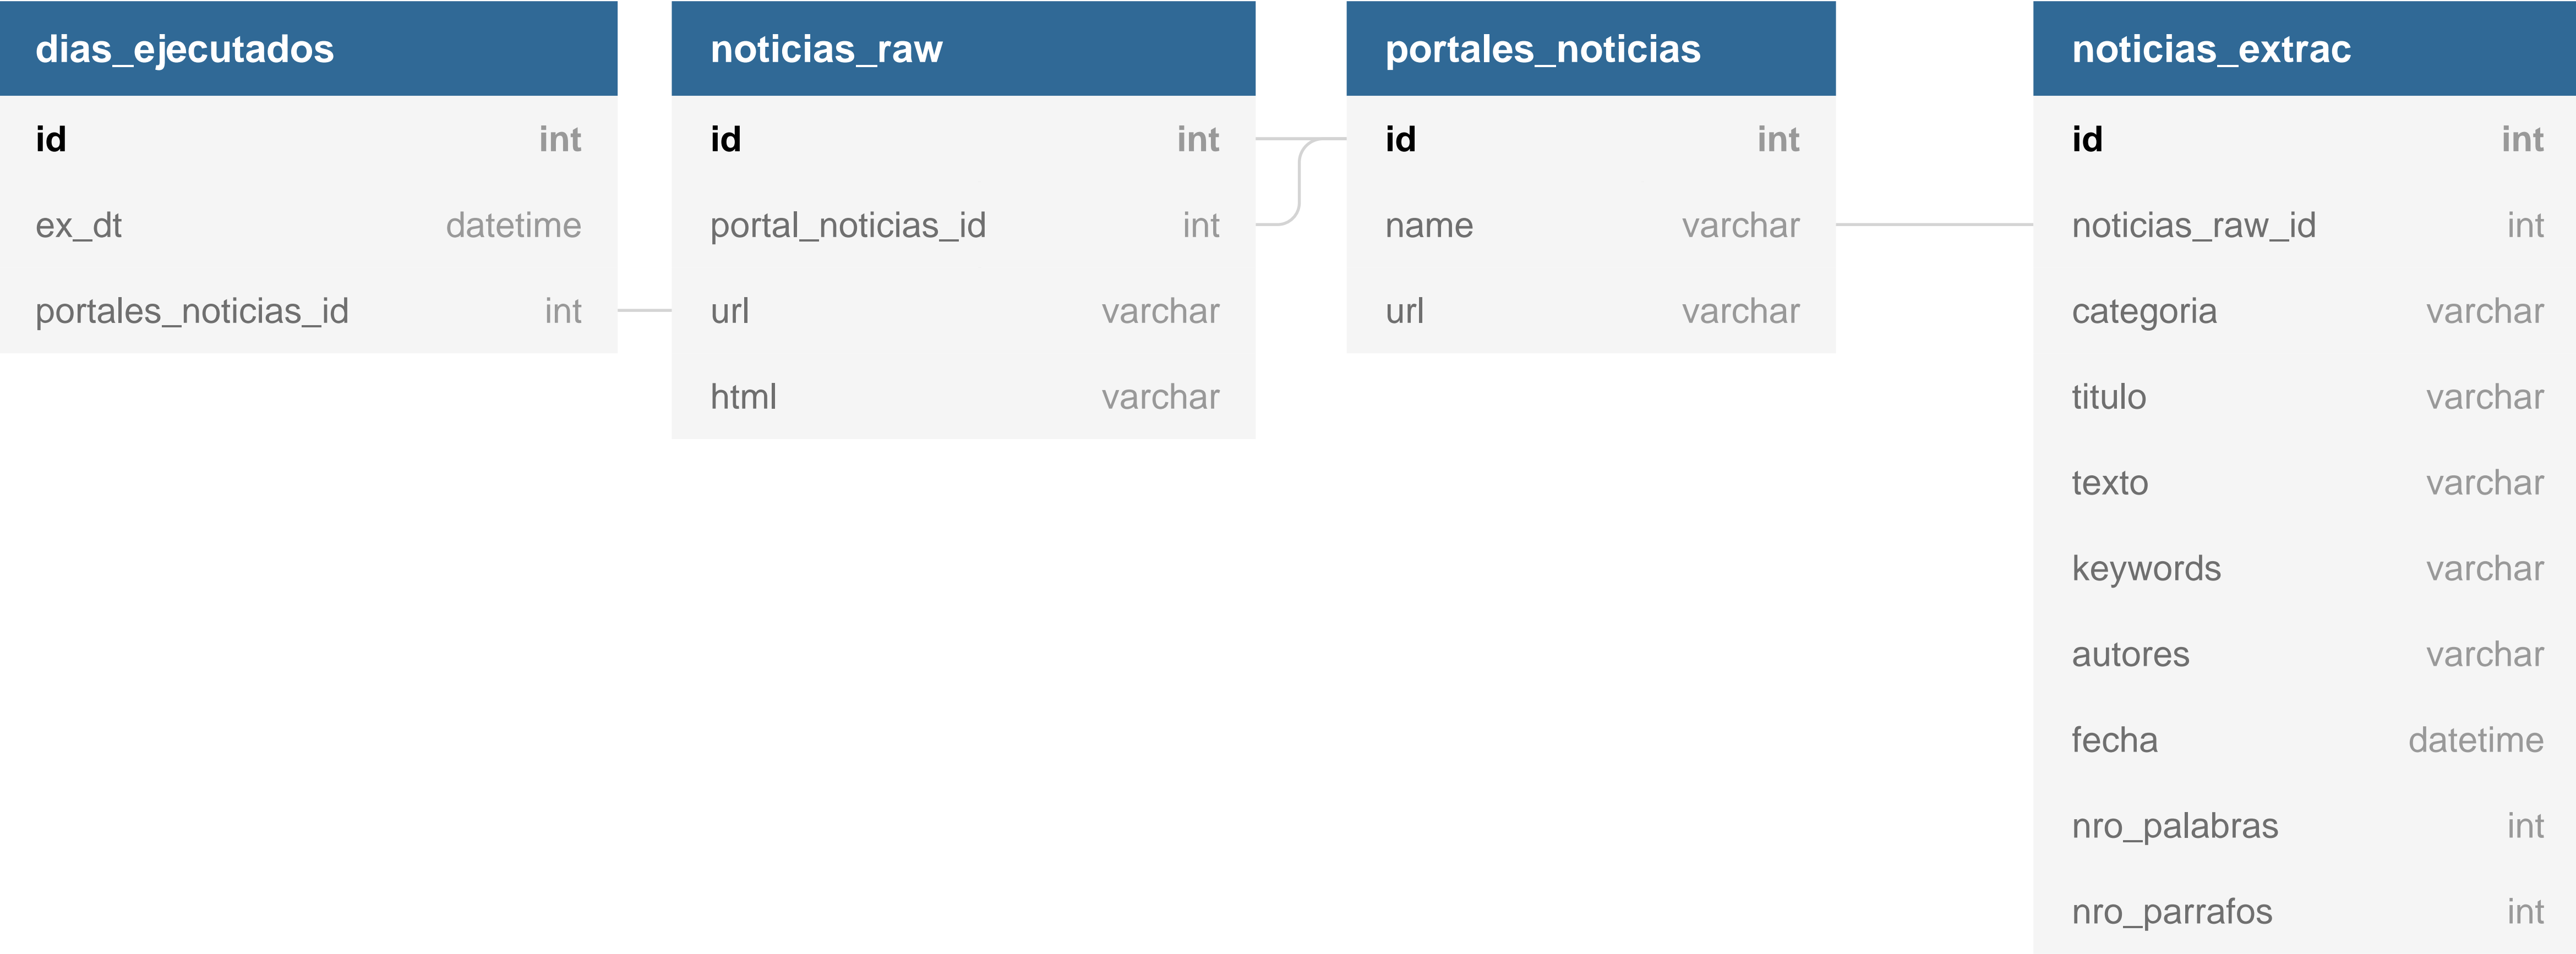 dias_ejecutados
id int
ex_dt datetime
portales_noticias_id int
noticias_raw
id int
portal_noticias_id int
url varchar
html varchar
portales_noticias
id int
name varchar
url varchar
noticias_extrac
id int
noticias_raw_id int
categoria varchar
titulo varchar
texto varchar
keywords varchar
autores varchar
fecha datetime
nro_palabras int
nro_parrafos int